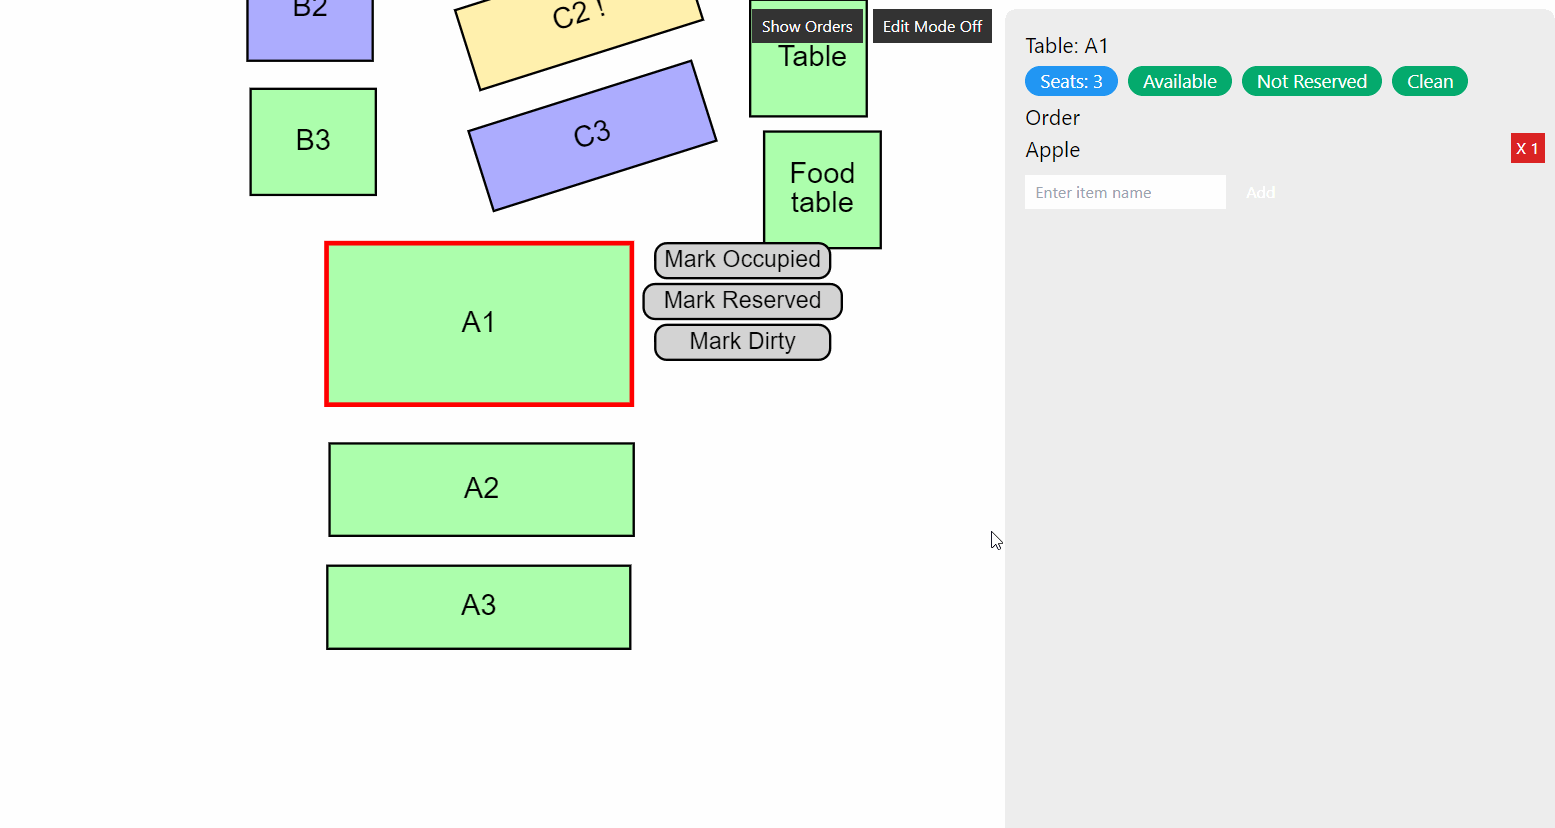 B2
C2 !
Show Orders
Edit Mode Off
Table
B3
C3
Food
table
Mark Occupied
Mark Reserved
Mark Dirty
A1
A2
A3
Table: A1
Seats: 3
Available
Not Reserved
Clean
Order
Apple
X 1
Enter item name
Add